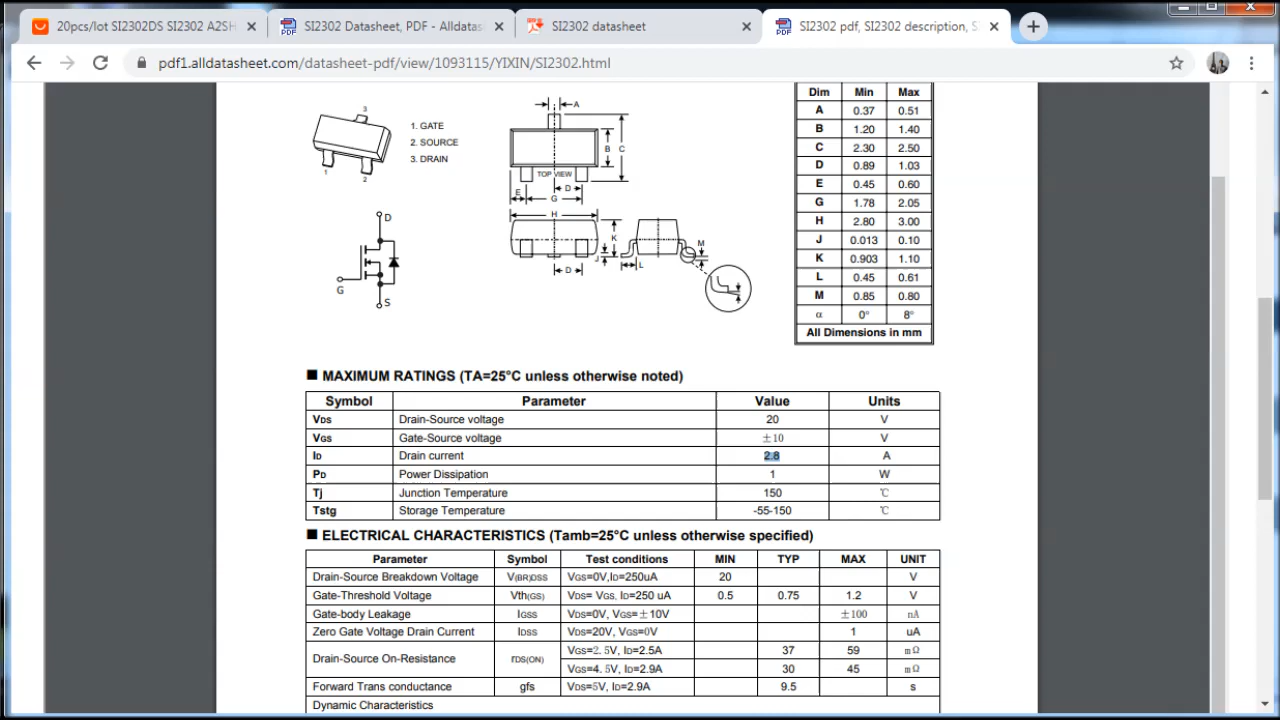 20pcs/lot SI2302DS SI2302 A2SH
SI2302 Datasheet, PDF - Alldatas
SI2302 datasheet
SI2302 pdf, SI2302 description, S
pdf1.alldatasheet.com/datasheet-pdf/view/1093115/YIXIN/SI2302.html
3
1
2
1. GATE
2. SOURCE
3. DRAIN
A
B
C
TOP VIEW
D
E
G
H
K
J
D
L
M
D
G
S
Dim Min Max
A 0.37 0.51
B 1.20 1.40
C 2.30 2.50
D 0.89 1.03
E 0.45 0.60
G 1.78 2.05
H 2.80 3.00
J 0.013 0.10
K 0.903 1.10
L 0.45 0.61
M 0.85 0.80
α 0° 8°
All Dimensions in mm
MAXIMUM RATINGS (TA=25°C unless otherwise noted)
Symbol Parameter Value Units
VDS Drain-Source voltage 20 V
VGS Gate-Source voltage ±10 V
ID Drain current 2.8 A
PD Power Dissipation 1 W
Tj Junction Temperature 150 ℃
Tstg Storage Temperature -55-150 ℃
ELECTRICAL CHARACTERISTICS (Tamb=25°C unless otherwise specified)
Parameter Symbol Test conditions MIN TYP MAX UNIT
Drain-Source Breakdown Voltage V(BR)DSS VGS=0V,ID=250uA 20 V
Gate-Threshold Voltage Vth(GS) VDS= VGS, ID=250 uA 0.5 0.75 1.2 V
Gate-body Leakage IGSS VDS=0V, VGS=±10V ±100 nA
Zero Gate Voltage Drain Current IDSS VDS=20V, VGS=0V 1 uA
Drain-Source On-Resistance rDS(ON) VGS=2.5V, ID=2.5A 37 59 mΩ
VGS=4.5V, ID=2.9A 30 45 mΩ
Forward Trans conductance gfs VDS=5V, ID=2.9A 9.5 s
Dynamic Characteristics